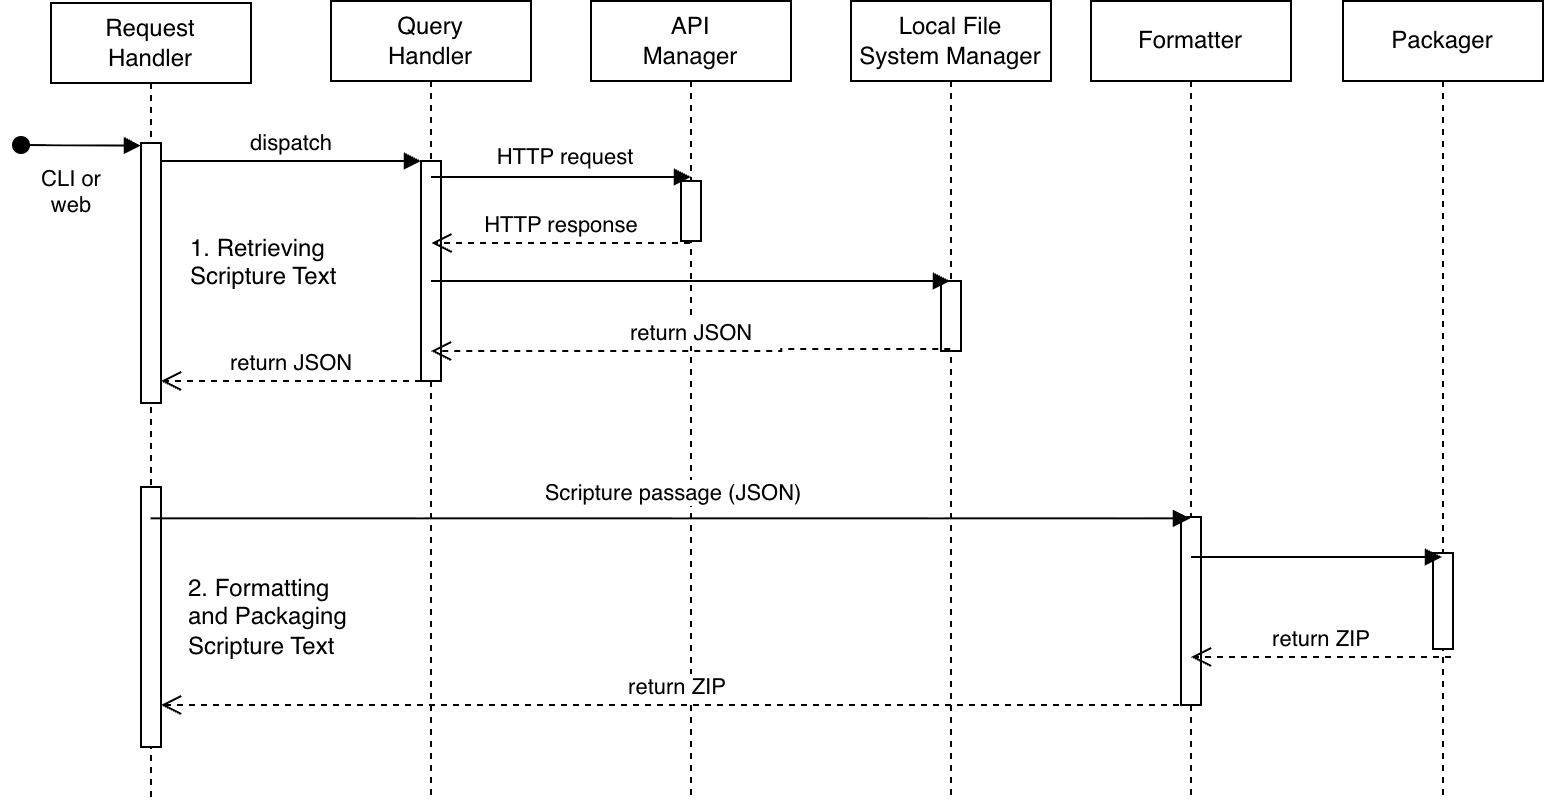 Request
Handler
Query
Handler
API
Manager
Local File
System Manager
Formatter
Packager
dispatch
HTTP request
CLI or
web
HTTP response
1. Retrieving
Scripture Text
return JSON
return JSON
Scripture passage (JSON)
2. Formatting
and Packaging
Scripture Text
return ZIP
return ZIP